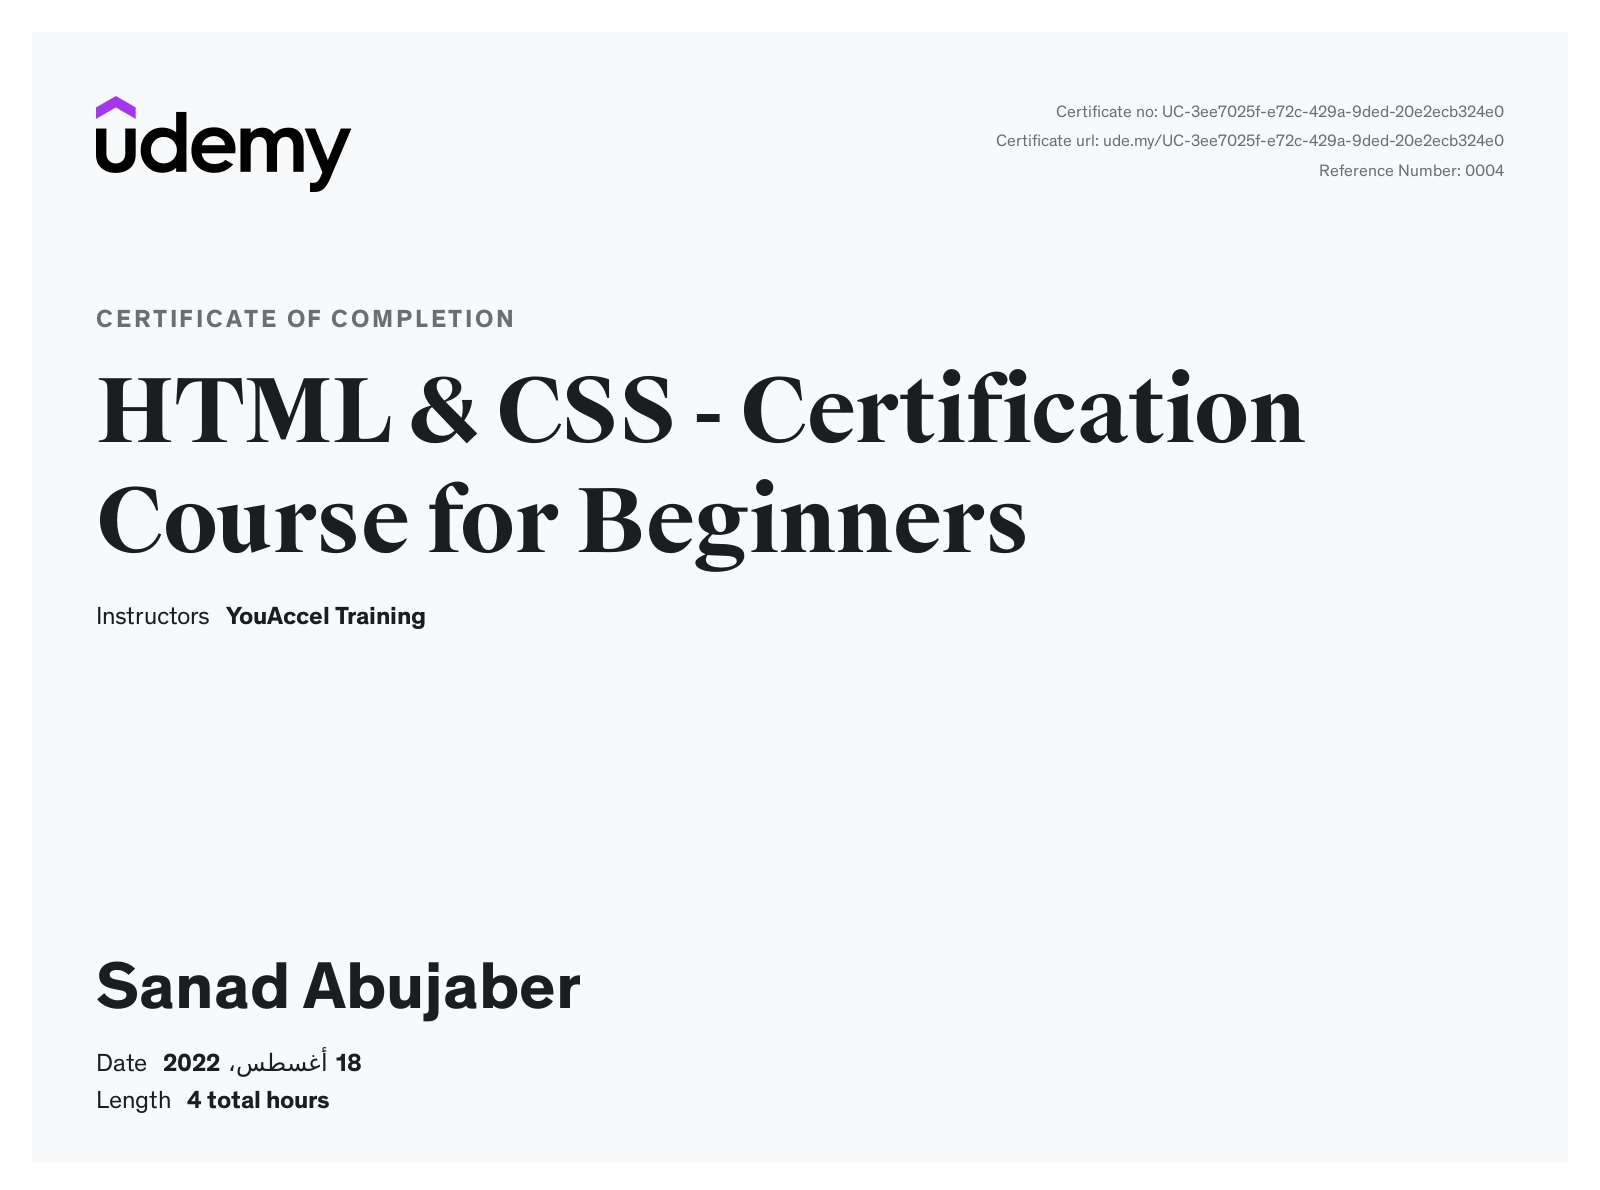 udemy
Certificate no: UC-3ee7025f-e72c-429a-9ded-20e2ecb324e0
Certificate url: ude.my/UC-3ee7025f-e72c-429a-9ded-20e2ecb324e0
Reference Number: 0004
CERTIFICATE OF COMPLETION
HTML & CSS - Certification
Course for Beginners
Instructors YouAccel Training
Sanad Abujaber
Date 18 أغسطس، 2022
Length 4 total hours